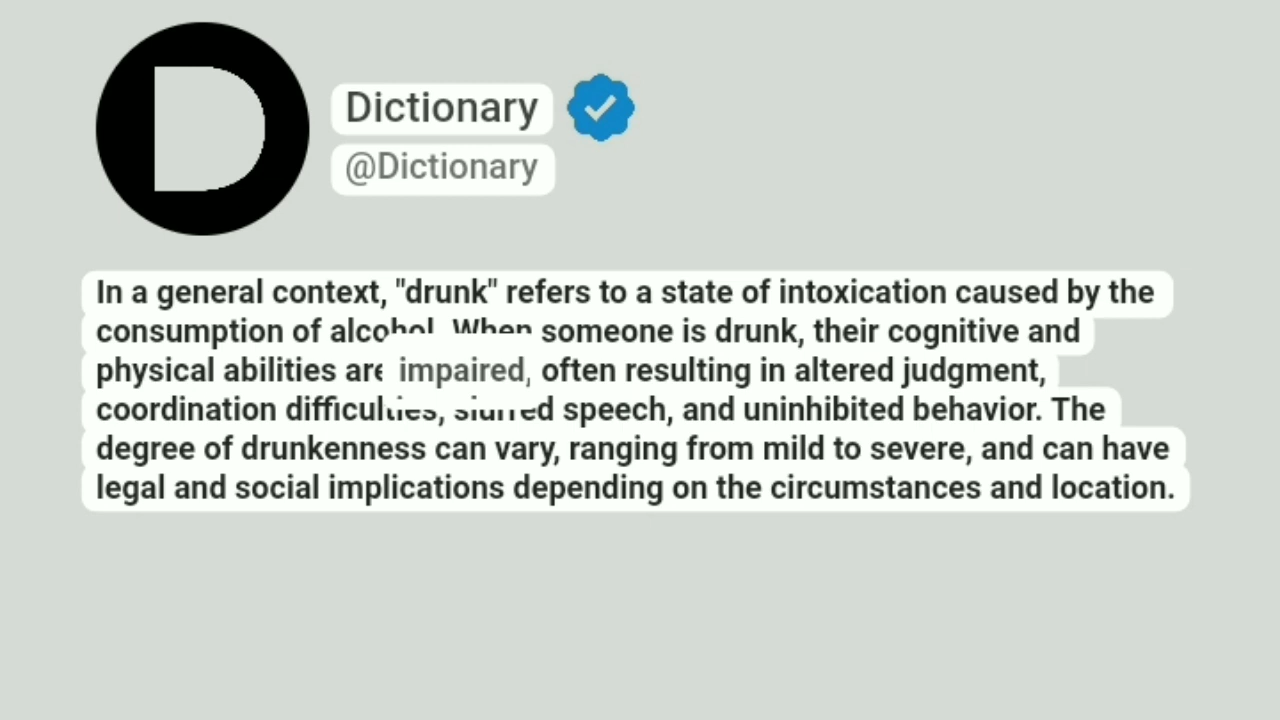 D
Dictionary
@Dictionary
In a general context, "drunk" refers to a state of intoxication caused by the
consumption of alcohol. When someone is drunk, their cognitive and
physical abilities are impaired, often resulting in altered judgment,
coordination difficulties, slurred speech, and uninhibited behavior. The
degree of drunkenness can vary, ranging from mild to severe, and can have
legal and social implications depending on the circumstances and location.